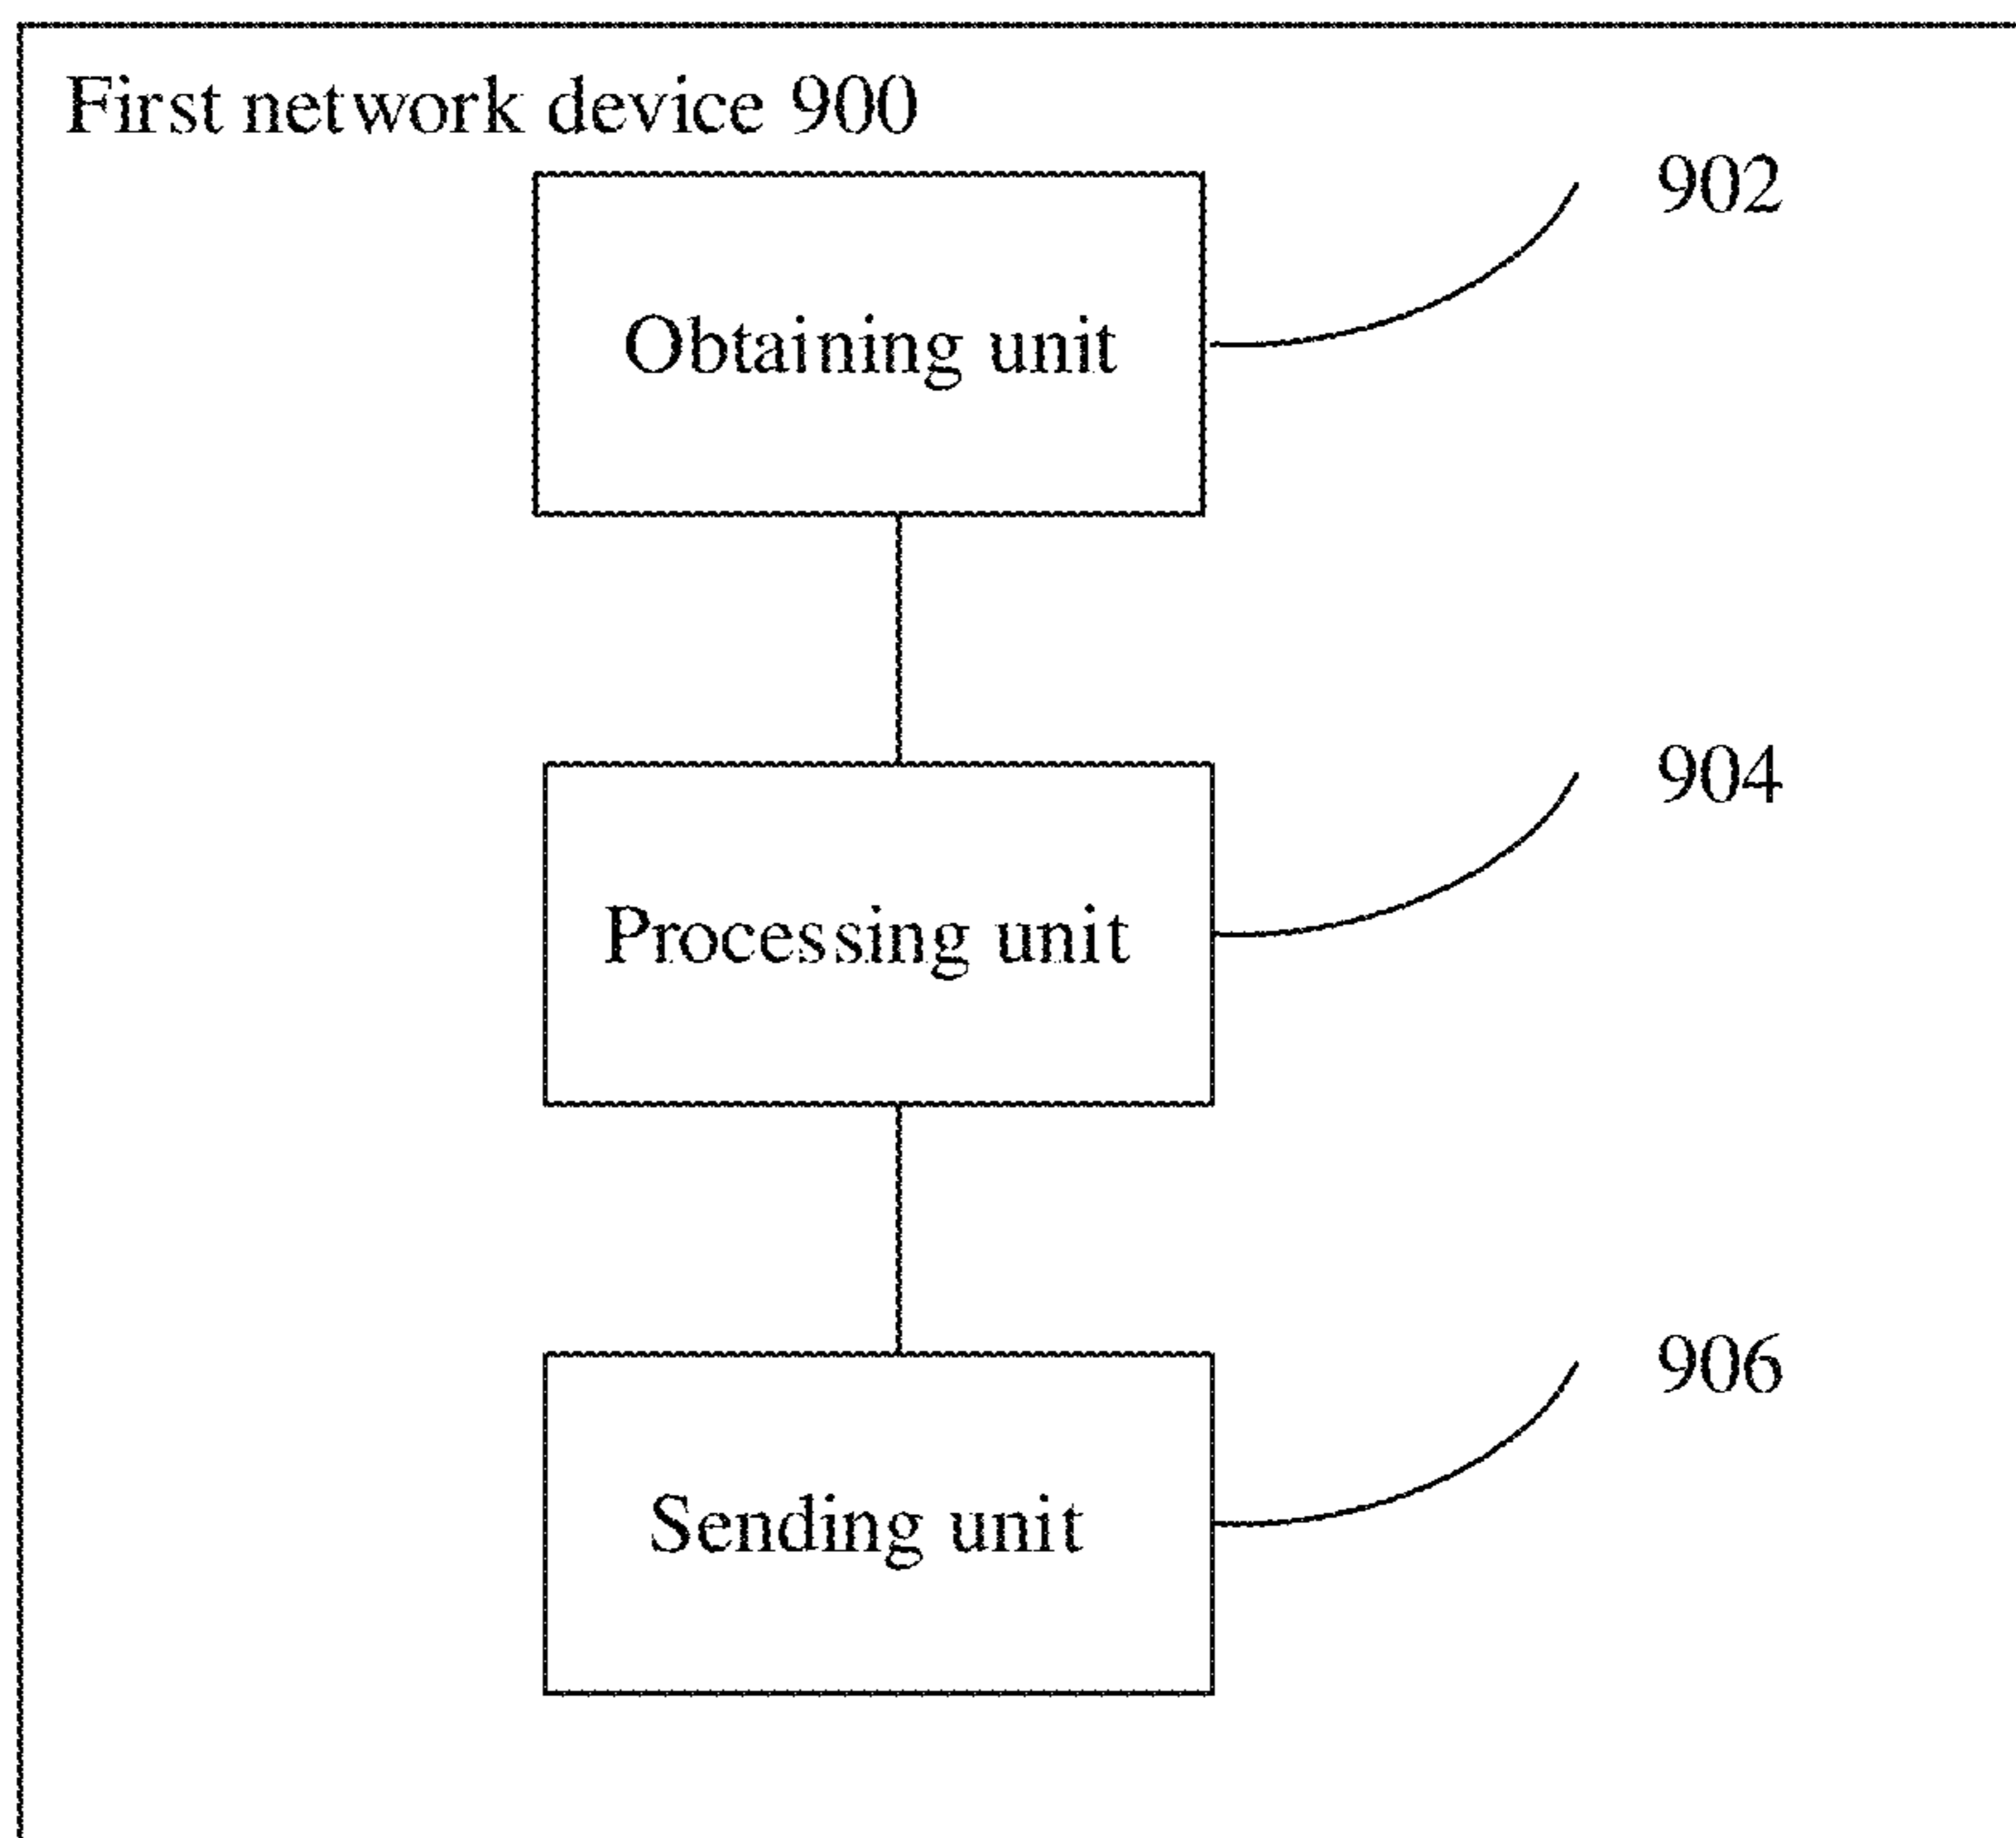 First network device 900
902
Obtaining unit
904
Processing unit
906
Sending unit